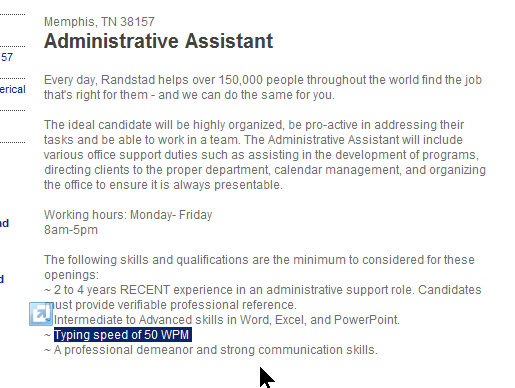 Memphis, TN 38157
Administrative Assistant
57
erical
Every day, Randstad helps over 150,000 people throughout the world find the job
that's right for them - and we can do the same for you.
The ideal candidate will be highly organized, be pro-active in addressing their
tasks and be able to work in a team. The Administrative Assistant will include
various office support duties such as assisting in the development of programs,
directing clients to the proper department, calendar management, and organizing
the office to ensure it is always presentable.
Working hours: Monday- Friday
nd
8am-5pm
The following skills and qualifications are the minimum to considered for these
openings:
d
~ 2 to 4 years RECENT experience in an administrative support role. Candidates
must provide verifiable professional reference.
Intermediate to Advanced skills in Word, Excel, and PowerPoint.
~ Typing speed of 50 WPM
~ A professional demeanor and strong communication skills.